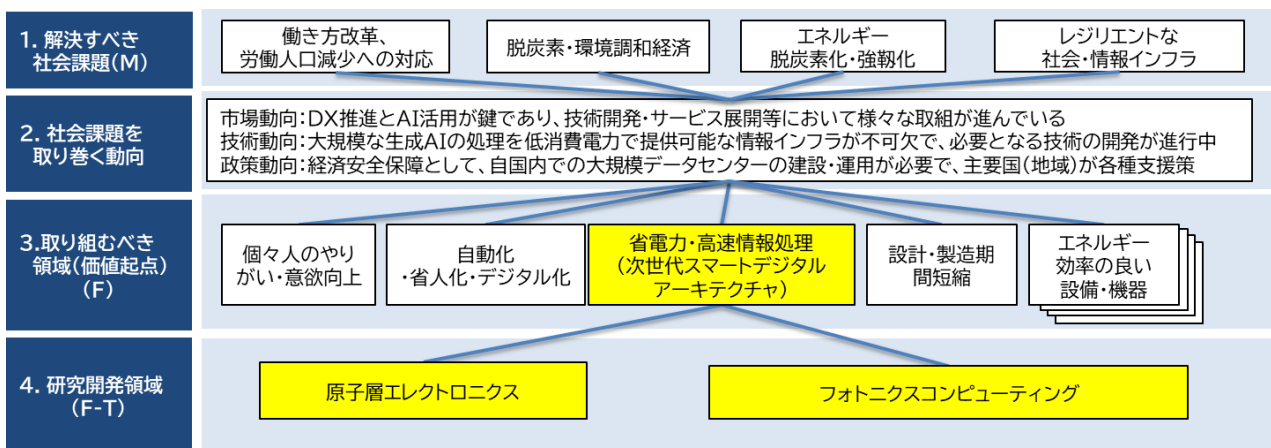 1. 解決すべき
社会課題(M)
働き方改革、
労働人口減少への対応
脱炭素・環境調和経済
エネルギー
脱炭素化・強靱化
レジリエントな
社会・情報インフラ
2. 社会課題を
取り巻く動向
市場動向：DX推進とAI活用が鍵であり、技術開発・サービス展開等において様々な取組が進んでいる
技術動向：大規模な生成AIの処理を低消費電力で提供可能な情報インフラが不可欠で、必要となる技術の開発が進行中
政策動向：経済安全保障として、自国内での大規模データセンターの建設・運用が必要で、主要国(地域)が各種支援策
3.取り組むべき
領域(価値起点)
(F)
個々人のやり
がい・意欲向上
自動化
・省人化・デジタル化
省電力・高速情報処理
(次世代スマートデジタル
アーキテクチャ)
設計・製造期
間短縮
エネルギー
効率の良い
設備・機器
4. 研究開発領域
(F-T)
原子層エレクトロニクス
フォトニクスコンピューティング